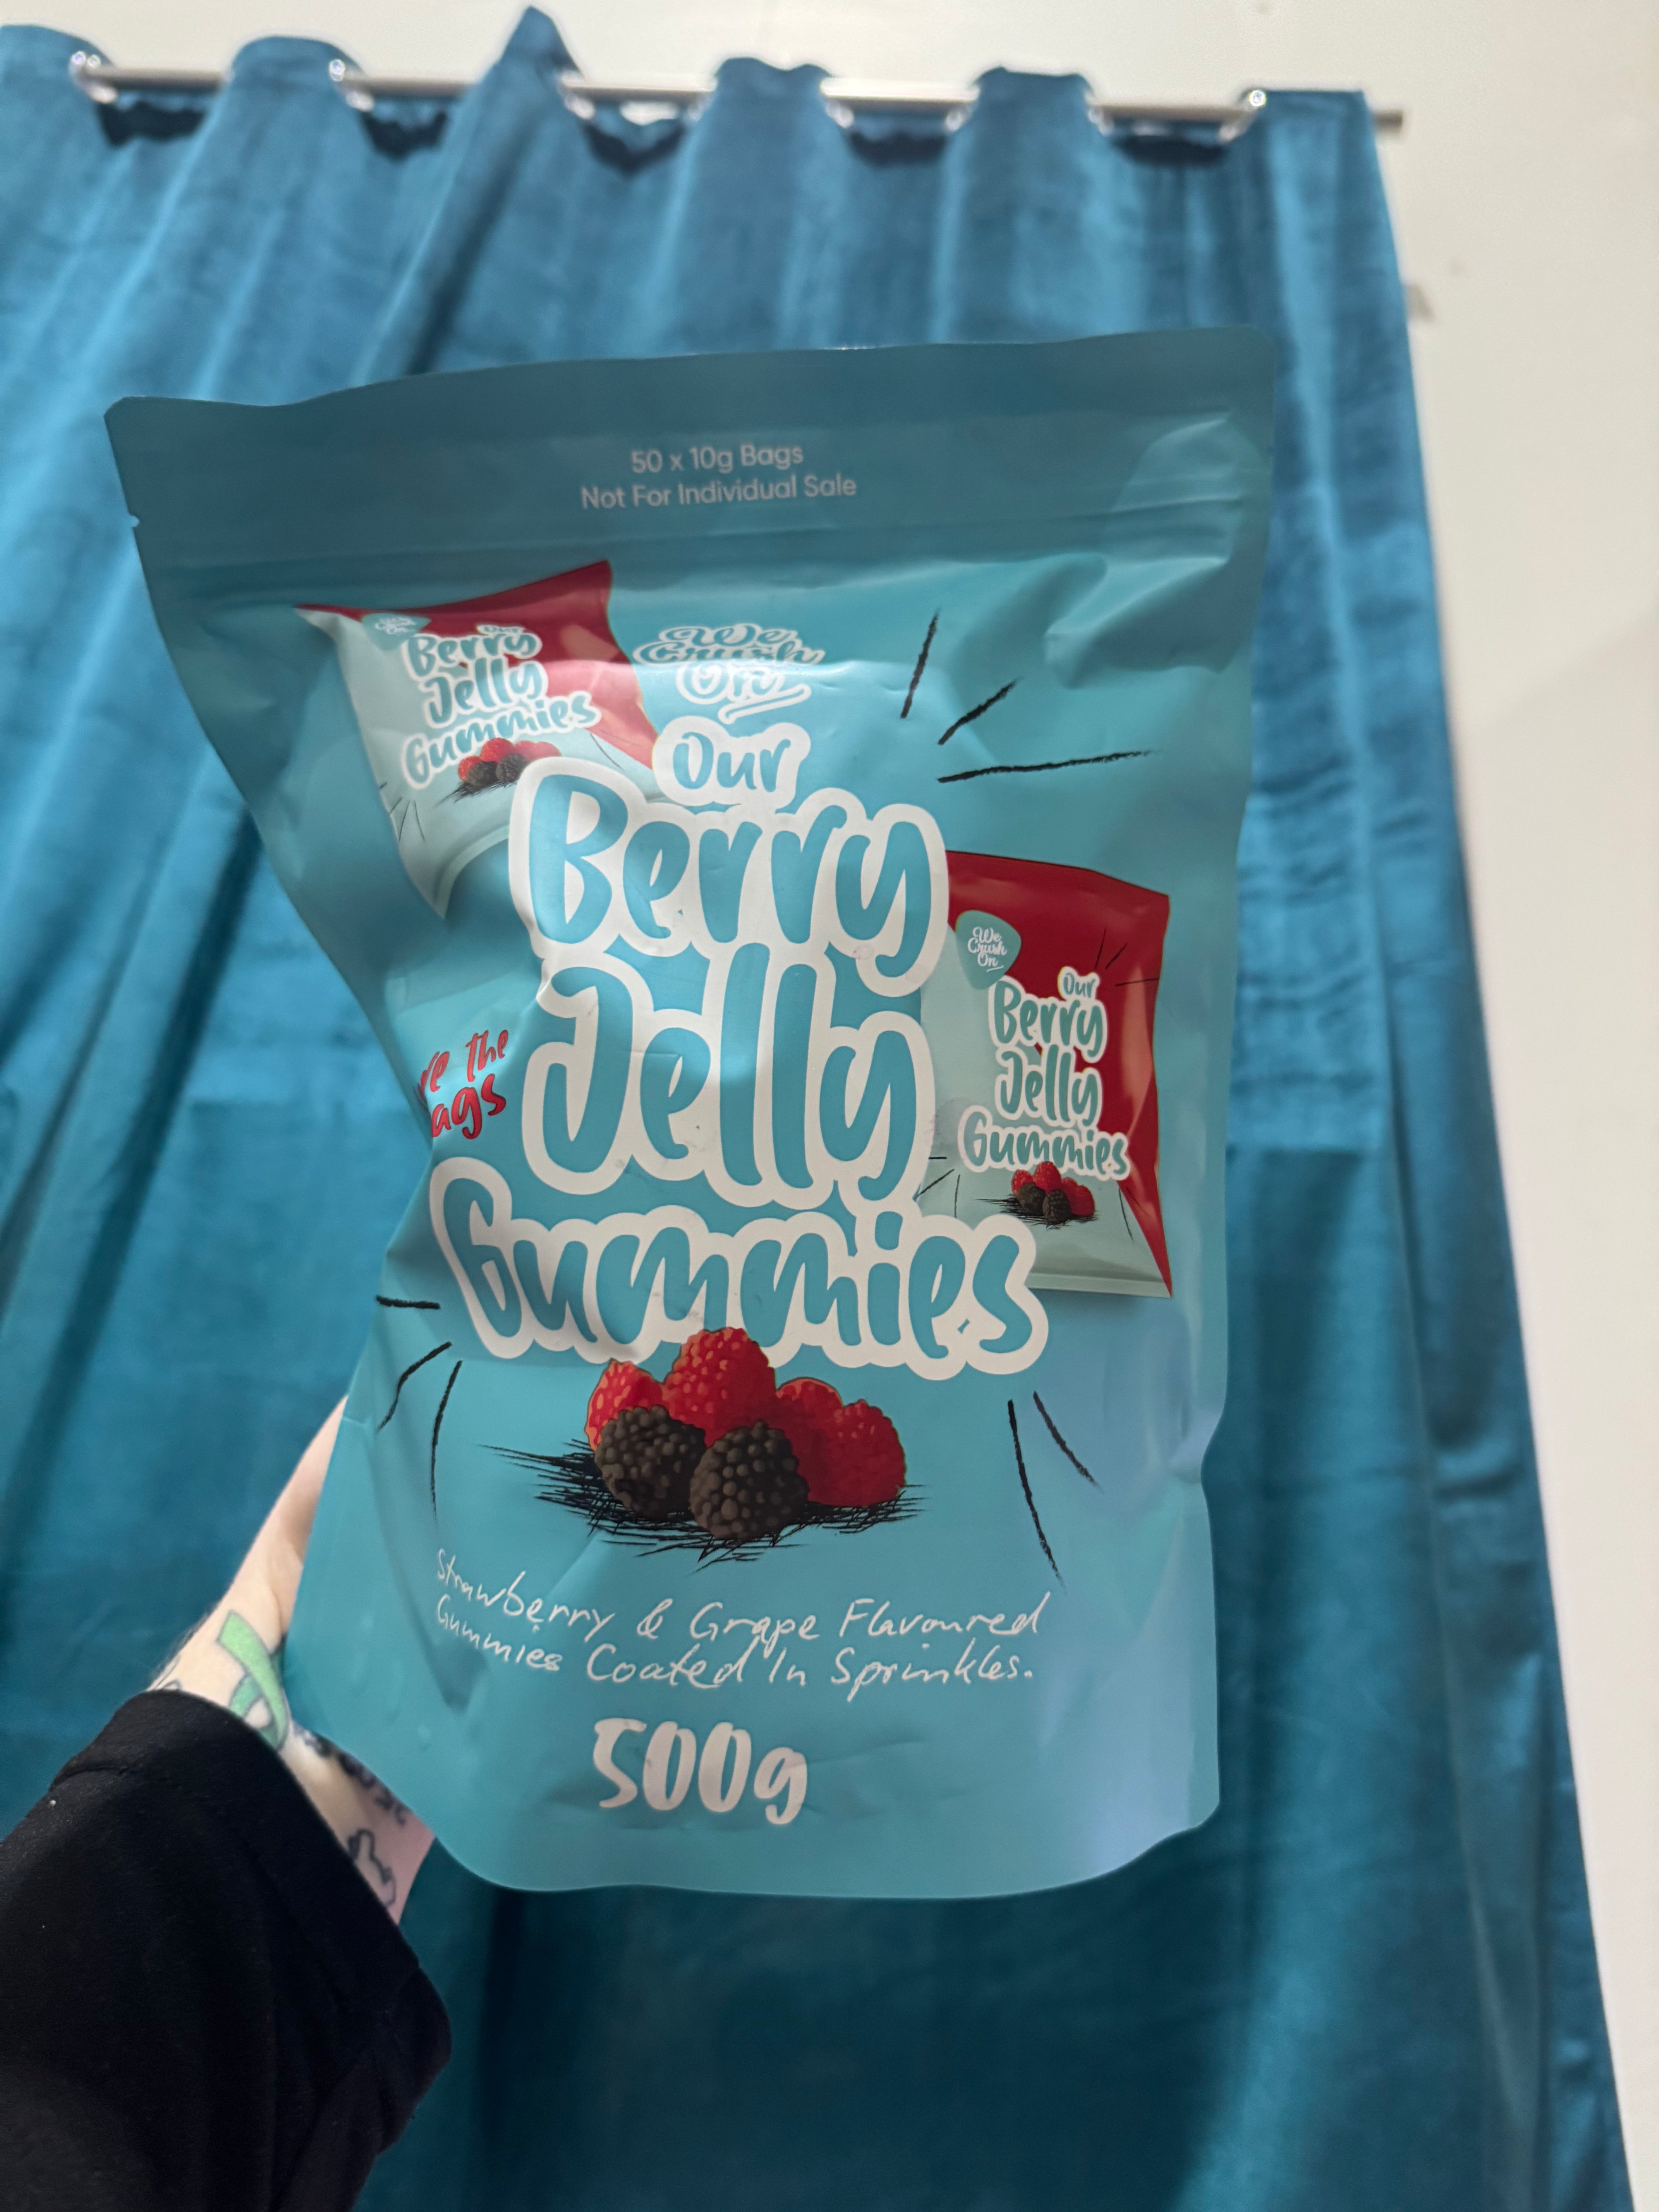 50 x 10g Bags
Not For Individual Sale
We
Crush
On
Our
Berry
Jelly
Gummies
We
Crush
On
Our
Berry
Jelly
Gummies
the
We
Crush
On
Our
Berry
Jelly
Gummies
Strawberry & Grape Flavoured
Gummies Coated In Sprinkles.
500g